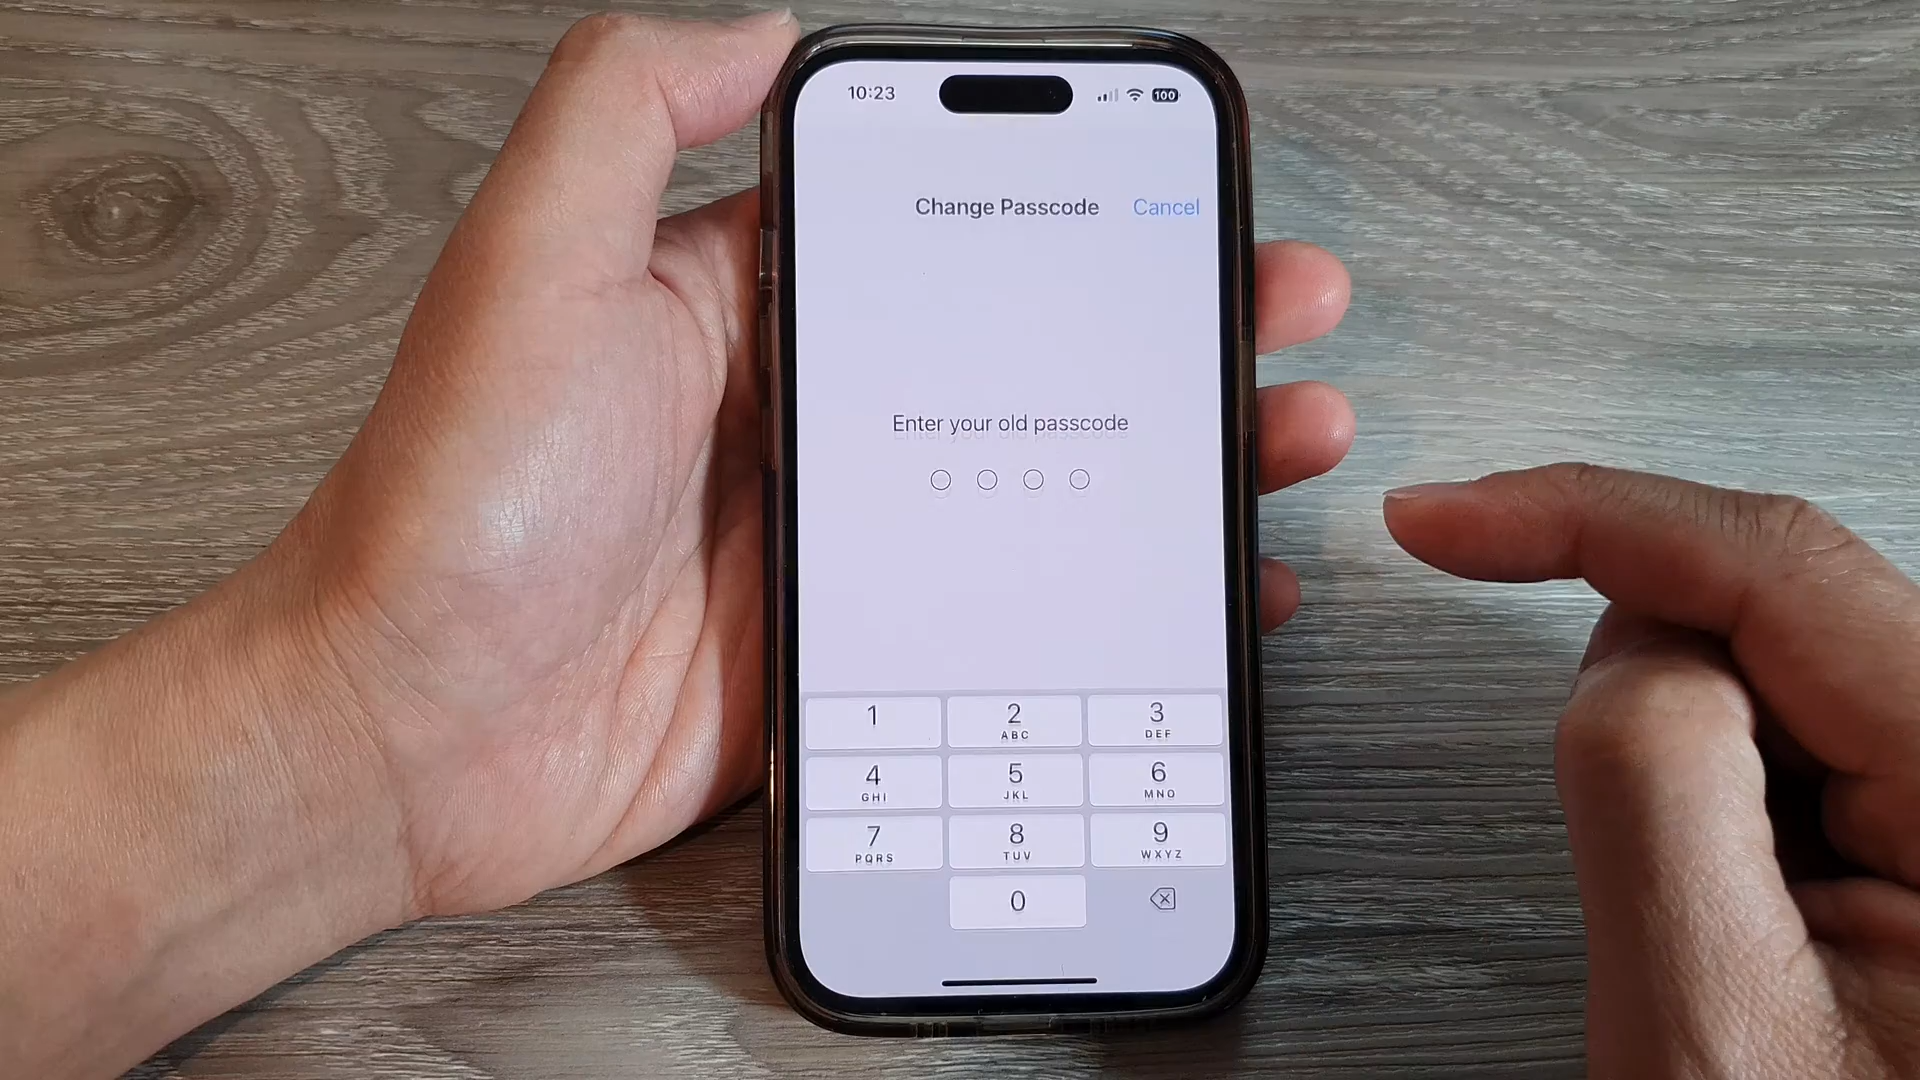 10:23
100
Change Passcode Cancel
Enter your old passcode
1 2 3
ABC DEF
4 5 6
GHI JKL MNO
7 8 9
PQRS TUV WXYZ
0